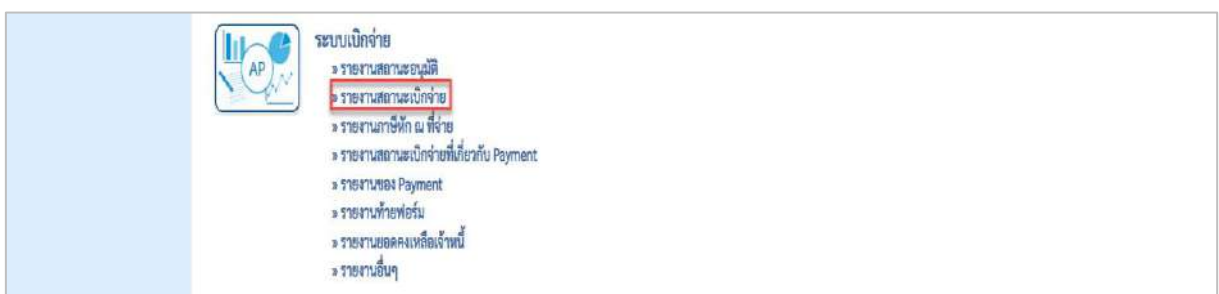 ระบบเบิกจ่าย
AP
» รายงานสถานะอนุมัติ
» รายงานสถานะเบิกจ่าย
» รายงานภาษีหัก ณ ที่จ่าย
» รายงานสถานะเบิกจ่ายที่เกี่ยวกับ Payment
» รายงานของ Payment
» รายงานท้ายฟอร์ม
» รายงานยอดคงเหลือเจ้าหนี้
» รายงานอื่นๆ